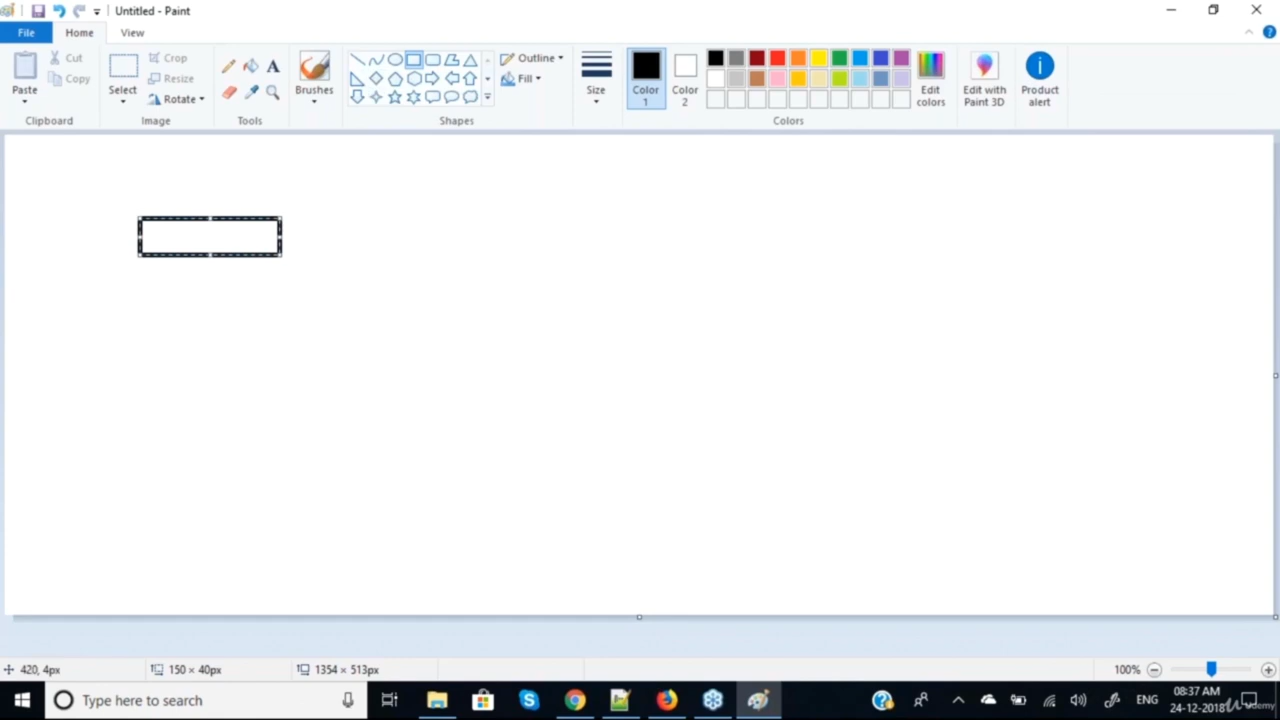 Untitled - Paint
File
Home
View
Paste
Cut
Copy
Clipboard
Select
Crop
Resize
Rotate
Image
A
Tools
Brushes
Outline
Fill
Shapes
Size
Color 1
Color 2
Edit colors
Colors
Edit with Paint 3D
Product alert
420, 4px
150 × 40px
1354 × 513px
100%
Type here to search
ENG
08:37 AM
24-12-2018
Udemy